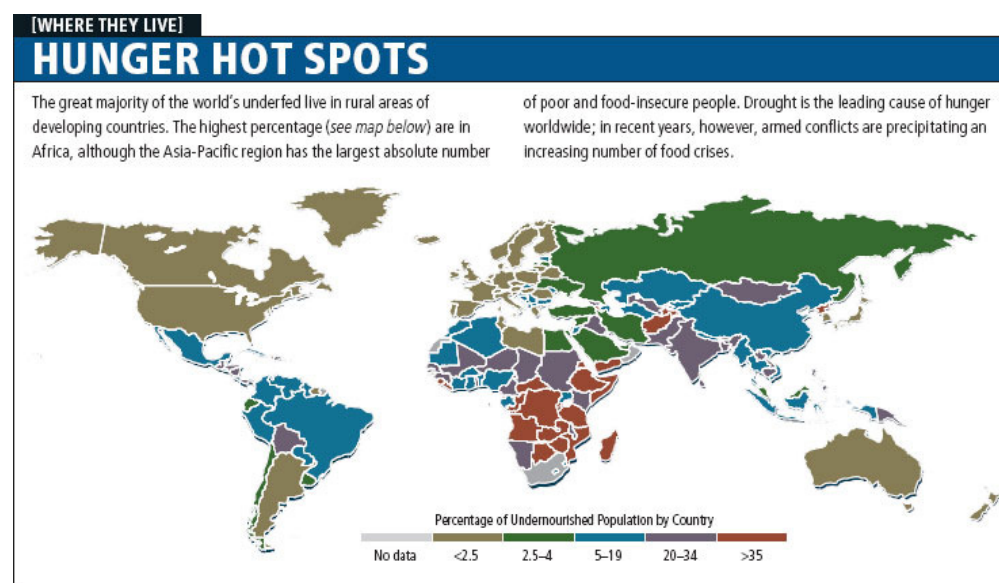 [WHERE THEY LIVE]
HUNGER HOT SPOTS
The great majority of the world's underfed live in rural areas of
developing countries. The highest percentage (see map below) are in
Africa, although the Asia-Pacific region has the largest absolute number
of poor and food-insecure people. Drought is the leading cause of hunger
worldwide; in recent years, however, armed conflicts are precipitating an
increasing number of food crises.
Percentage of Undernourished Population by Country
No data <2.5 2.5–4 5–19 20–34 >35